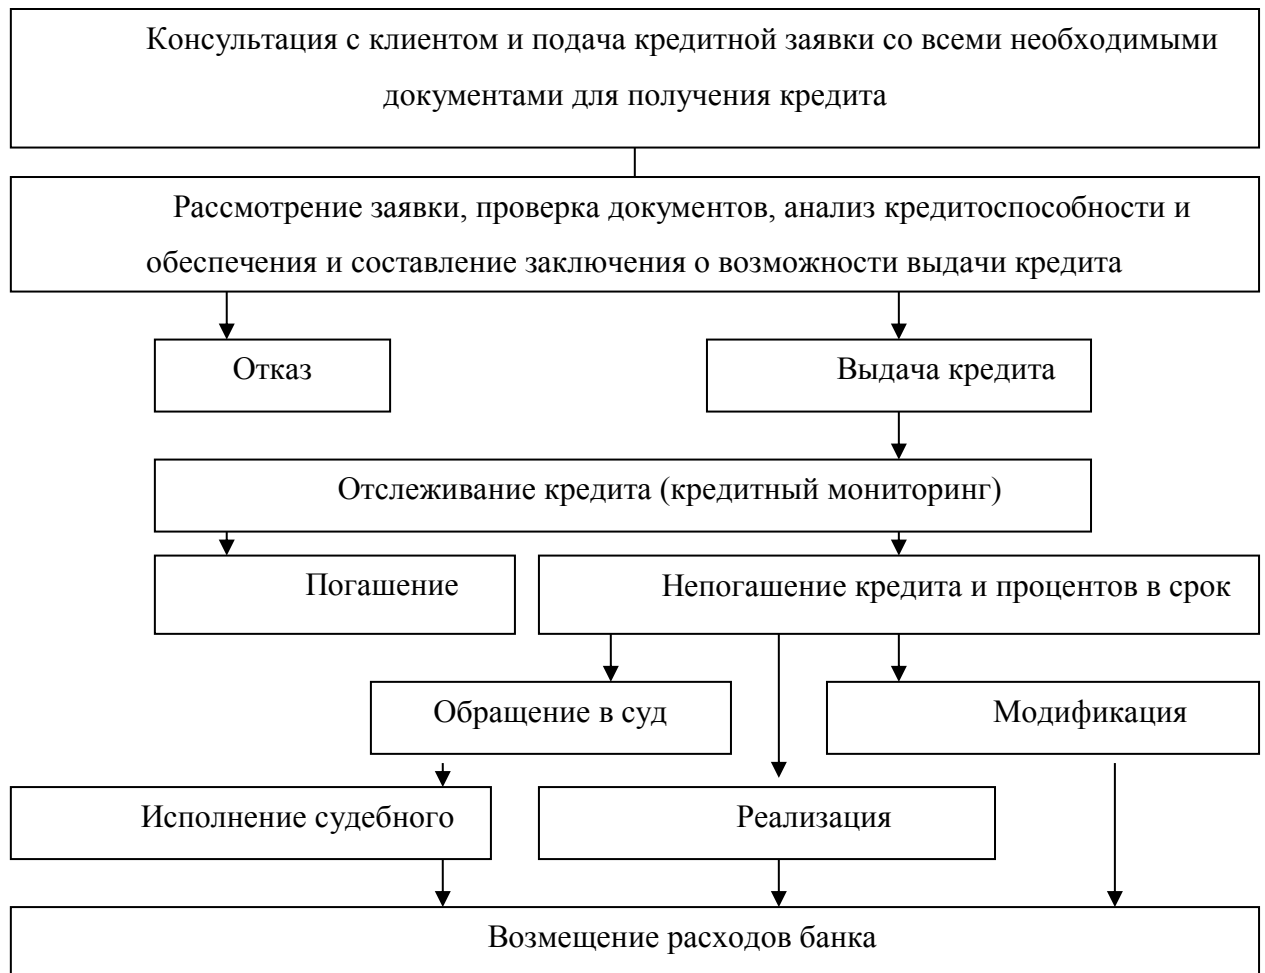 Консультация с клиентом и подача кредитной заявки со всеми необходимыми
документами для получения кредита
Рассмотрение заявки, проверка документов, анализ кредитоспособности и
обеспечения и составление заключения о возможности выдачи кредита
Отказ
Выдача кредита
Отслеживание кредита (кредитный мониторинг)
Погашение
Непогашение кредита и процентов в срок
Обращение в суд
Модификация
Исполнение судебного
Реализация
Возмещение расходов банка